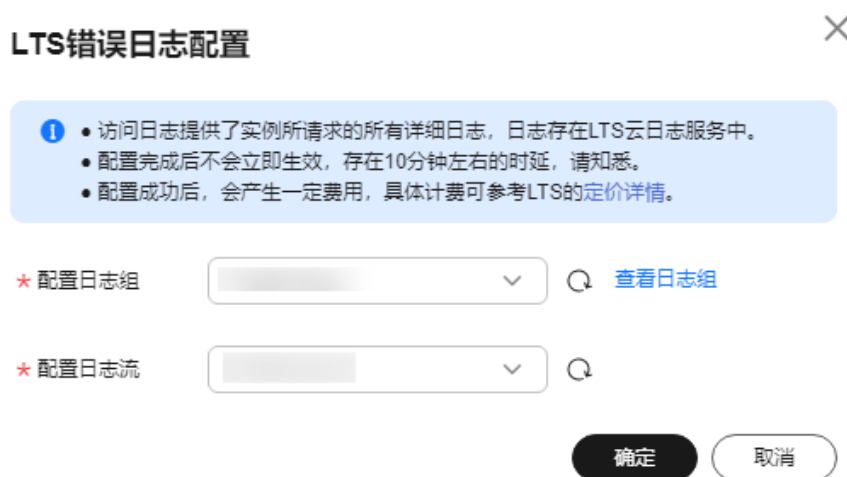 LTS错误日志配置
● 访问日志提供了实例所请求的所有详细日志，日志存在LTS云日志服务中。
● 配置完成后不会立即生效，存在10分钟左右的时延，请知悉。
● 配置成功后，会产生一定费用，具体计费可参考LTS的定价详情。
* 配置日志组 查看日志组
* 配置日志流
确定 取消